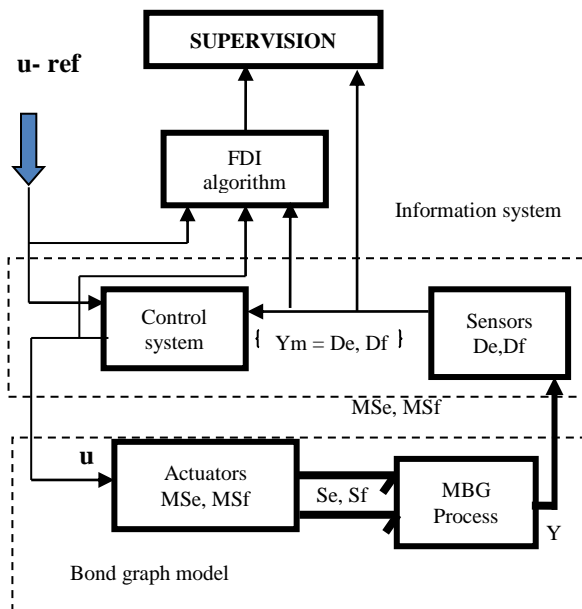 SUPERVISION
u- ref
FDI
algorithm
Information system
Control
system
{ Ym = De, Df }
Sensors
De,Df
MSe, MSf
u
Actuators
MSe, MSf
Se, Sf
MBG
Process
Y
Bond graph model